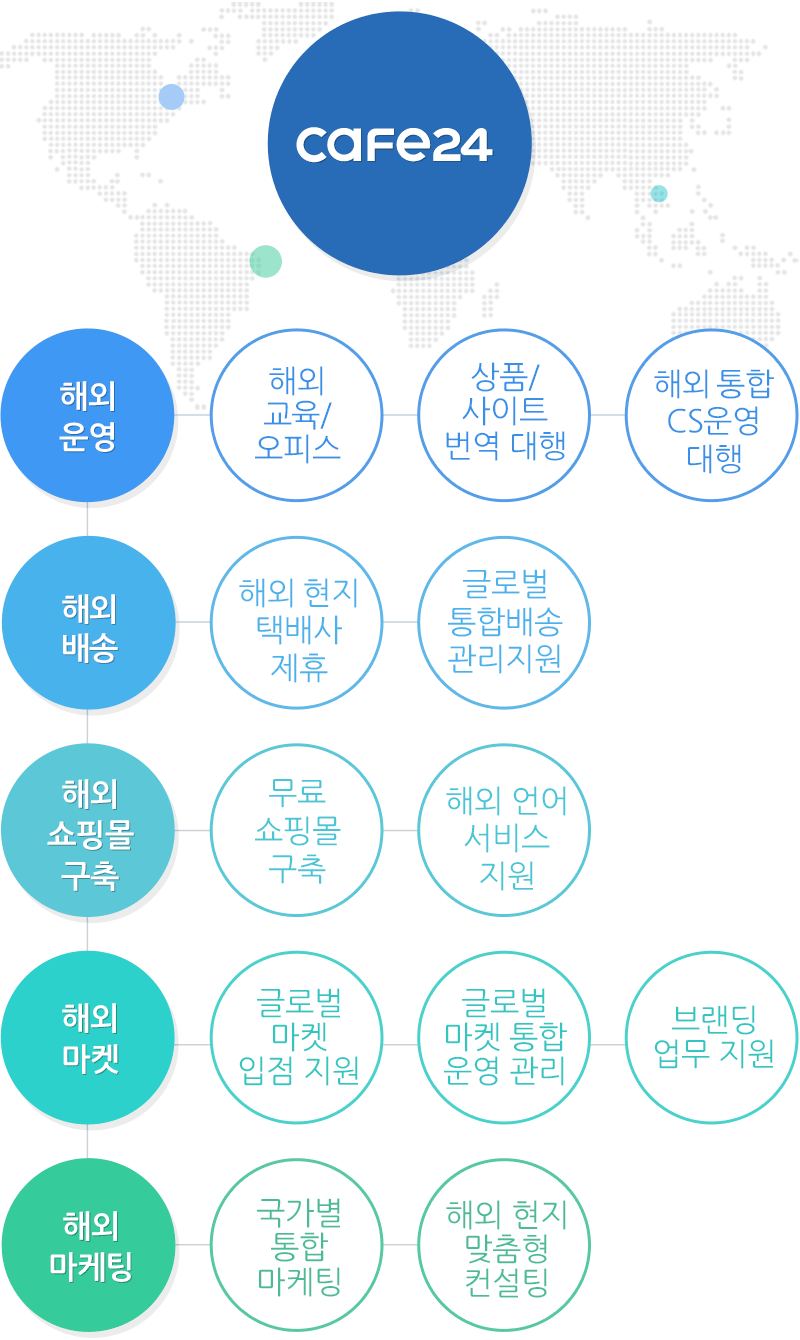 cafe24
해외
운영
해외
교육/
오피스
상품/
사이트
번역 대행
해외 통합
CS운영
대행
해외
배송
해외 현지
택배사
제휴
글로벌
통합배송
관리지원
해외
쇼핑몰
구축
무료
쇼핑몰
구축
해외 언어
서비스
지원
해외
마켓
글로벌
마켓
입점 지원
글로벌
마켓 통합
운영 관리
브랜딩
업무 지원
해외
마케팅
국가별
통합
마케팅
해외 현지
맞춤형
컨설팅